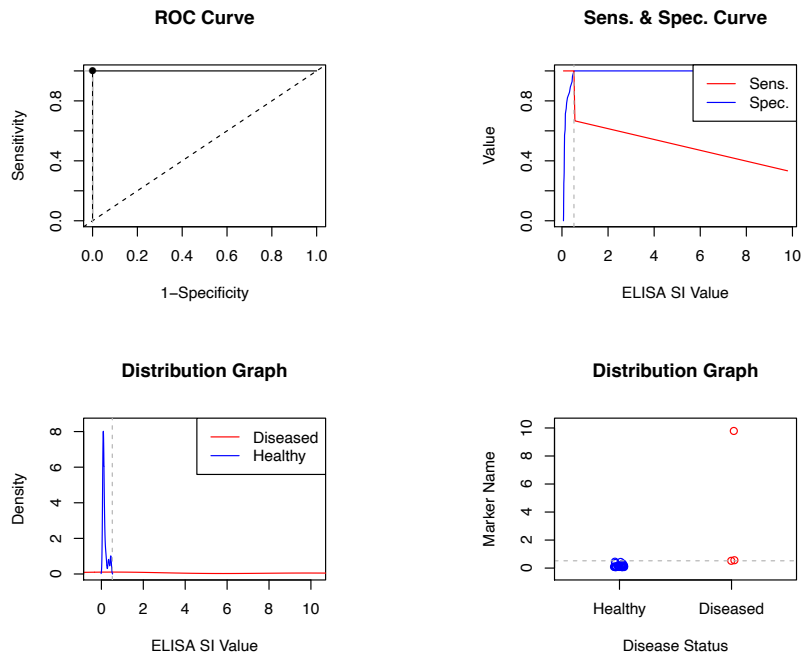 ROC Curve
Sensitivity
0.0 0.4 0.8
0.0 0.2 0.4 0.6 0.8 1.0
1−Specificity
Sens. & Spec. Curve
Value
0.0 0.4 0.8
Sens.
Spec.
0 2 4 6 8 10
ELISA SI Value
Distribution Graph
Density
0 2 4 6 8
Diseased
Healthy
0 2 4 6 8 10
ELISA SI Value
Distribution Graph
Marker Name
0 2 4 6 8 10
Healthy Diseased
Disease Status